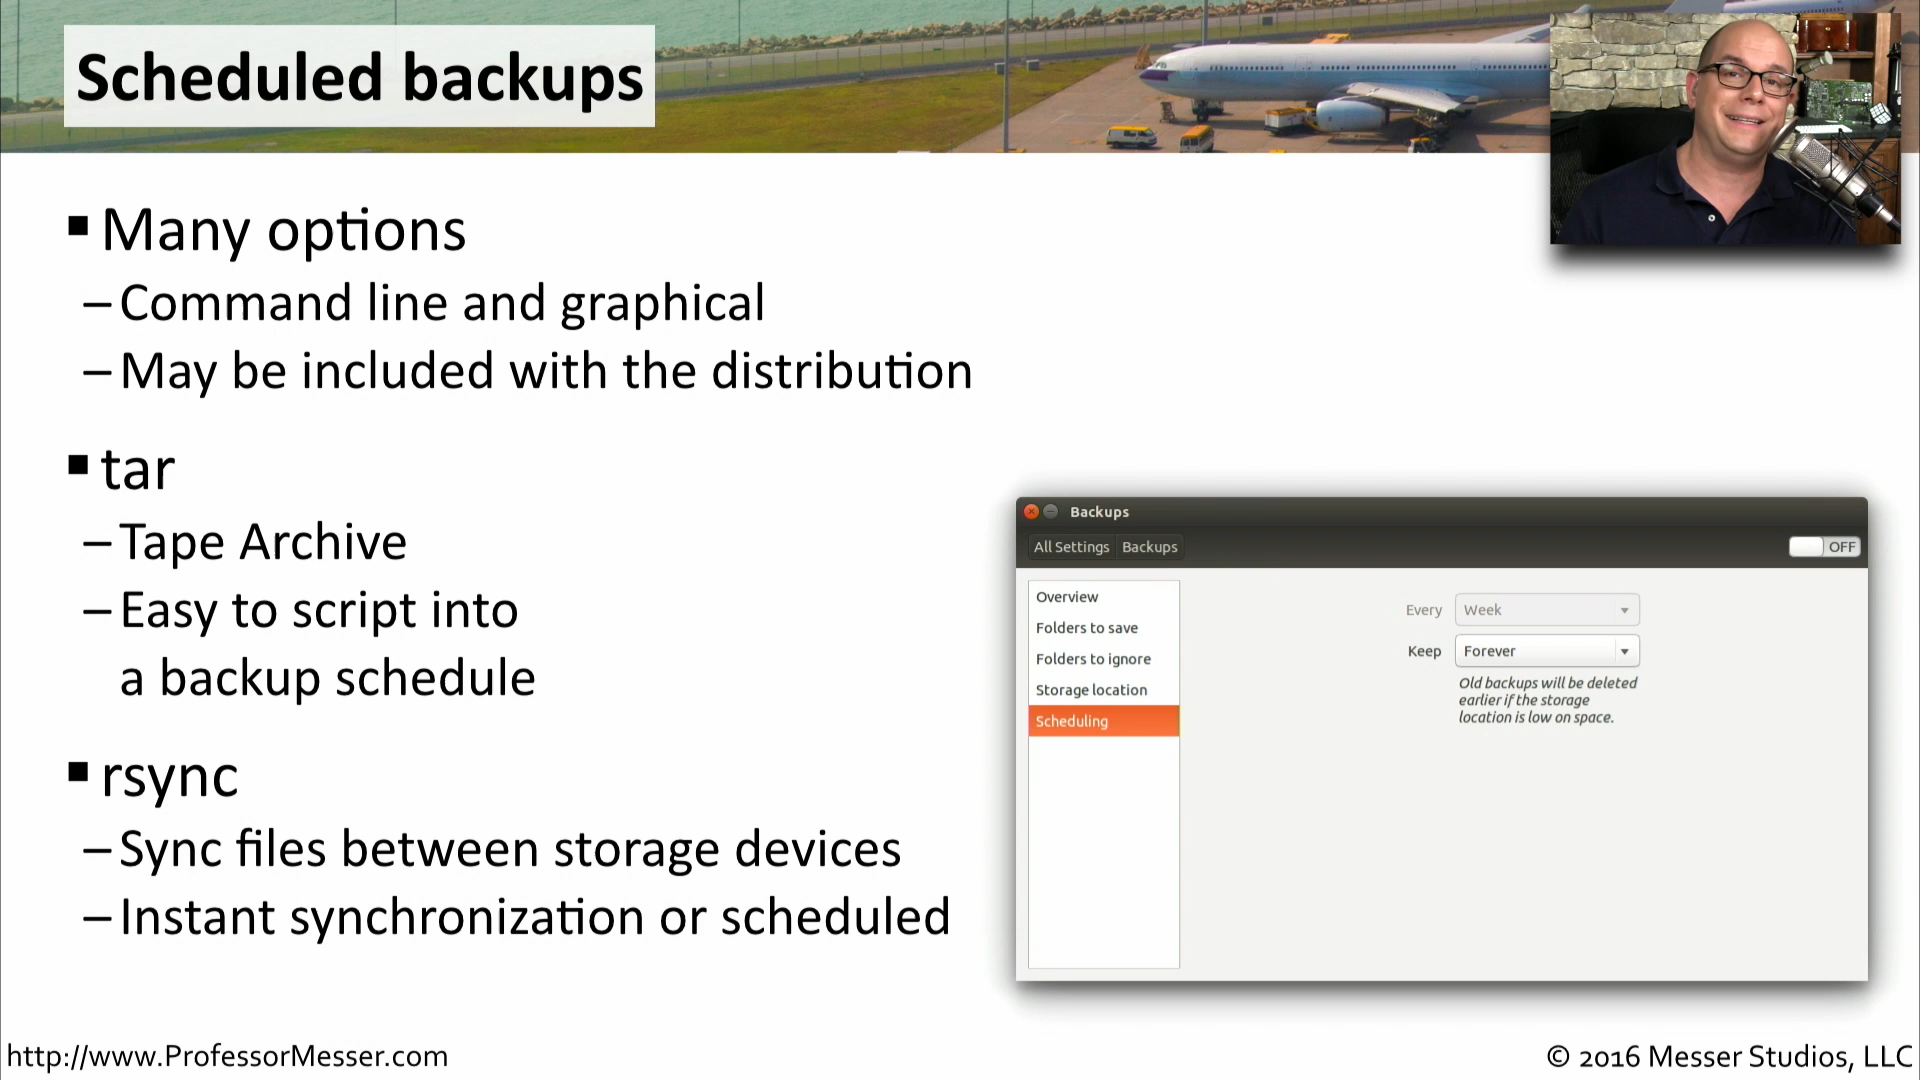 Scheduled backups
▪ Many options
– Command line and graphical
– May be included with the distribution
▪ tar
– Tape Archive
– Easy to script into
a backup schedule
▪ rsync
– Sync files between storage devices
– Instant synchronization or scheduled
Backups
All Settings Backups OFF
Overview
Folders to save
Folders to ignore
Storage location
Scheduling
Every Week
Keep Forever
Old backups will be deleted
earlier if the storage
location is low on space.
http://www.ProfessorMesser.com
© 2016 Messer Studios, LLC